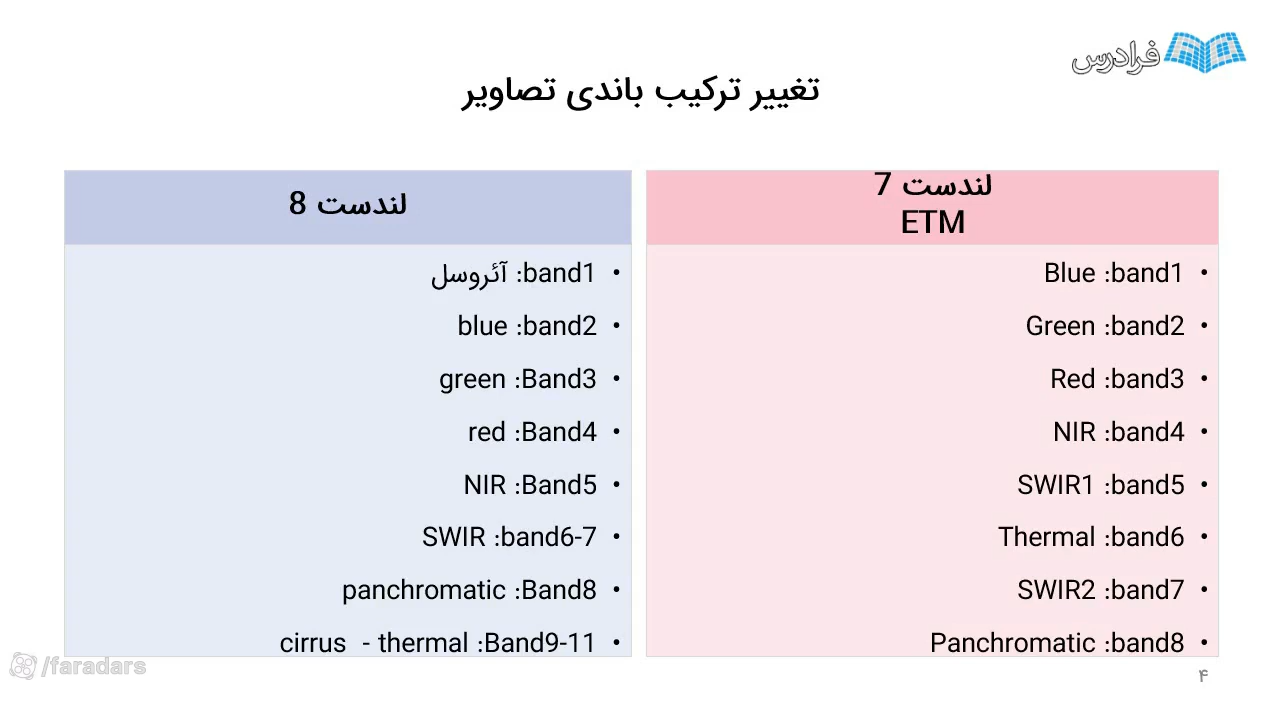 فرادرس
تغییر ترکیب باندی تصاویر
لندست 7
ETM
• band1: Blue
• band2: Green
• band3: Red
• band4: NIR
• band5: SWIR1
• band6: Thermal
• band7: SWIR2
• band8: Panchromatic
لندست 8
• band1: آئروسل
• band2: blue
• Band3: green
• Band4: red
• Band5: NIR
• band6-7: SWIR
• Band8: panchromatic
• Band9-11: cirrus - thermal
/faradars
۴